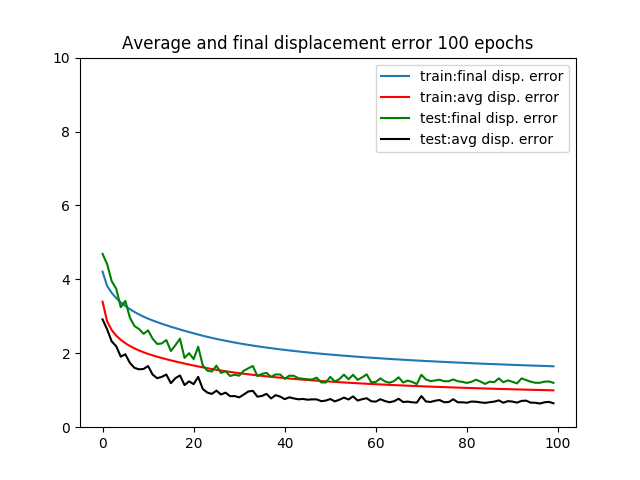 Average and final displacement error 100 epochs
train:final disp. error
train:avg disp. error
test:final disp. error
test:avg disp. error
10
8
6
4
2
0
0 20 40 60 80 100